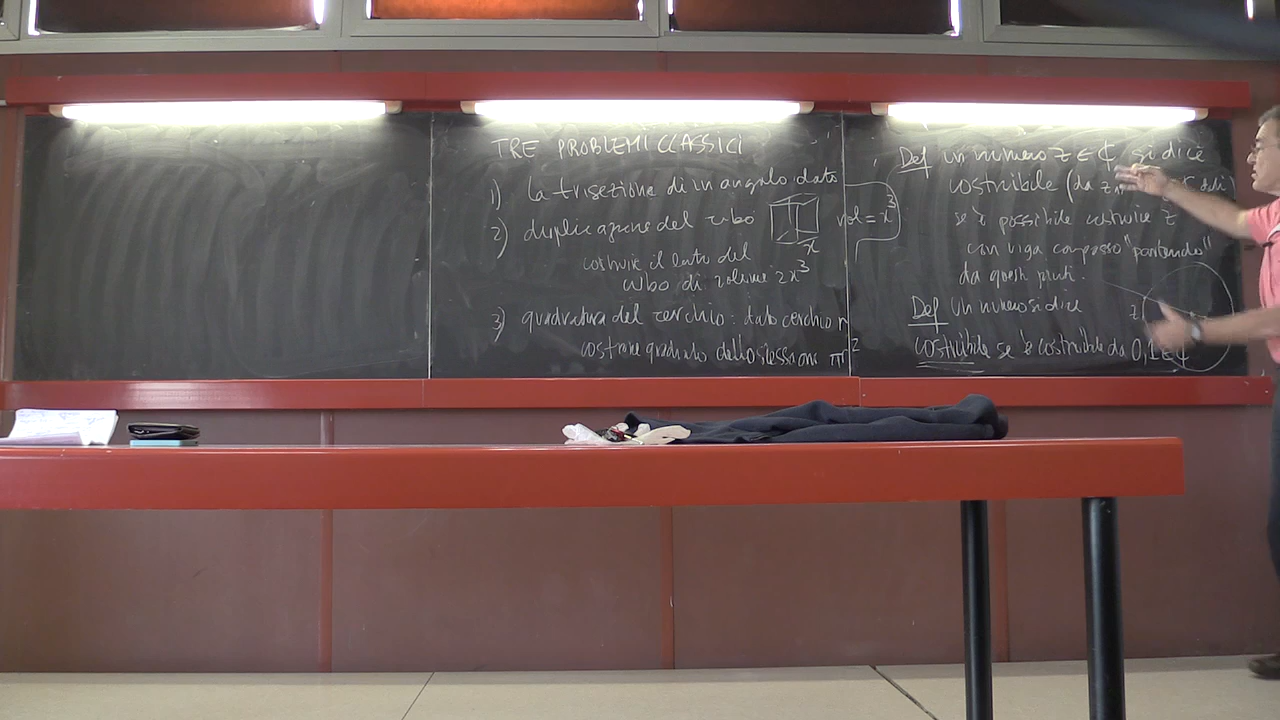 TRE PROBLEMI CLASSICI
1) la trisezione di un angolo dato
2) duplicazione del cubo vol = x³
x
costruire il lato del
cubo di volume 2x³
3) quadratura del cerchio: dato cerchio r
costruire quadrato dello stesso area πr²
Def un numero z ∈ ℂ si dice
costruibile (da z₁
se è possibile costruire z
con riga compasso "partendo"
da questi punti.
Def Un numero si dice
costruibile se è costruibile da 0,1 ∈ ℂ